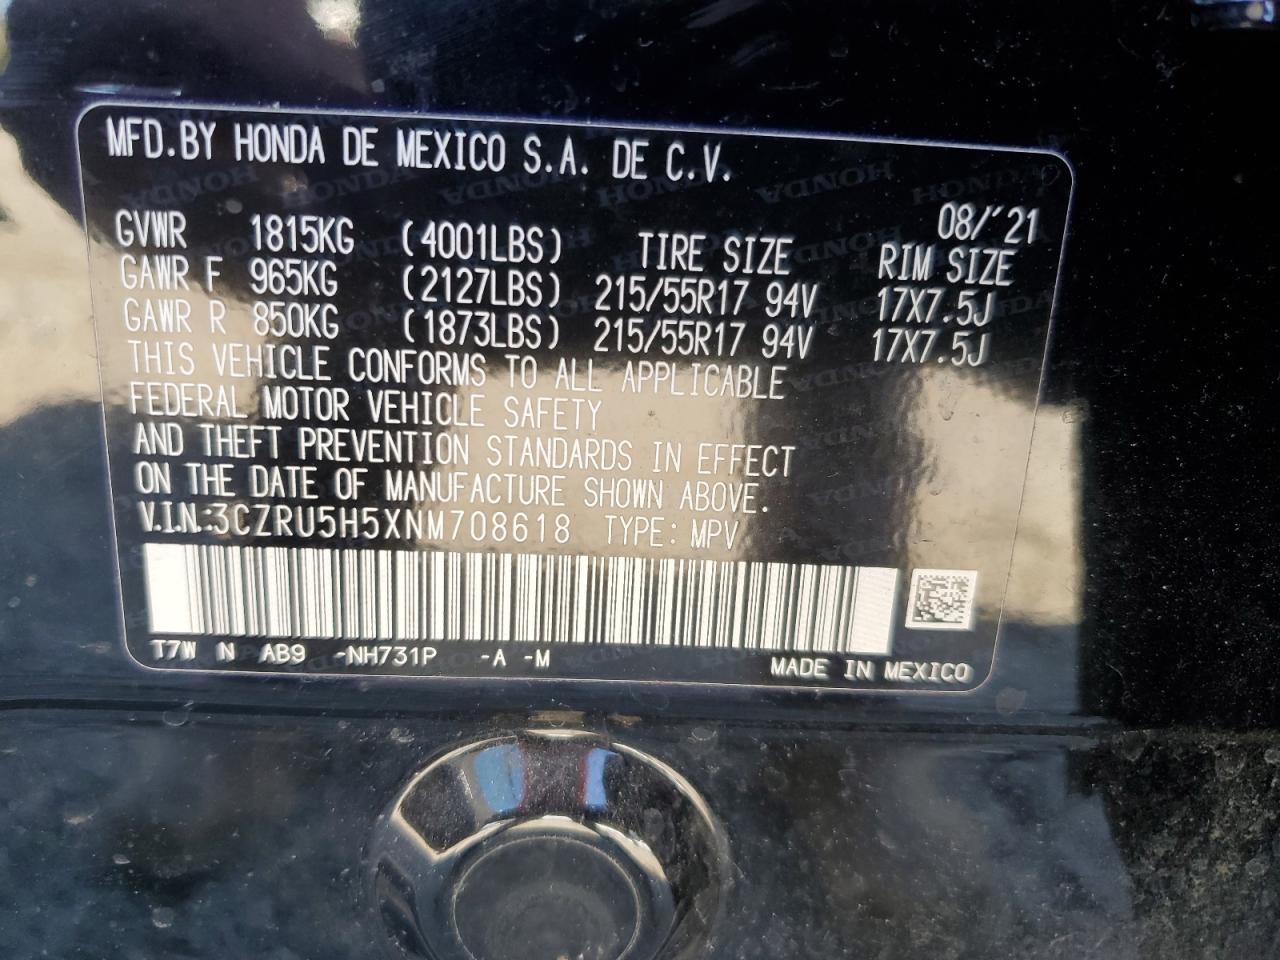 MFD.BY HONDA DE MEXICO S.A. DE C.V.
08/'21
GVWR 1815KG (4001LBS) TIRE SIZE RIM SIZE
GAWR F 965KG (2127LBS) 215/55R17 94V 17X7.5J
GAWR R 850KG (1873LBS) 215/55R17 94V 17X7.5J
THIS VEHICLE CONFORMS TO ALL APPLICABLE
FEDERAL MOTOR VEHICLE SAFETY
AND THEFT PREVENTION STANDARDS IN EFFECT
ON THE DATE OF MANUFACTURE SHOWN ABOVE.
V.I.N.:3CZRU5H5XNM708618 TYPE: MPV
T7W N AB9 -NH731P -A -M
MADE IN MEXICO